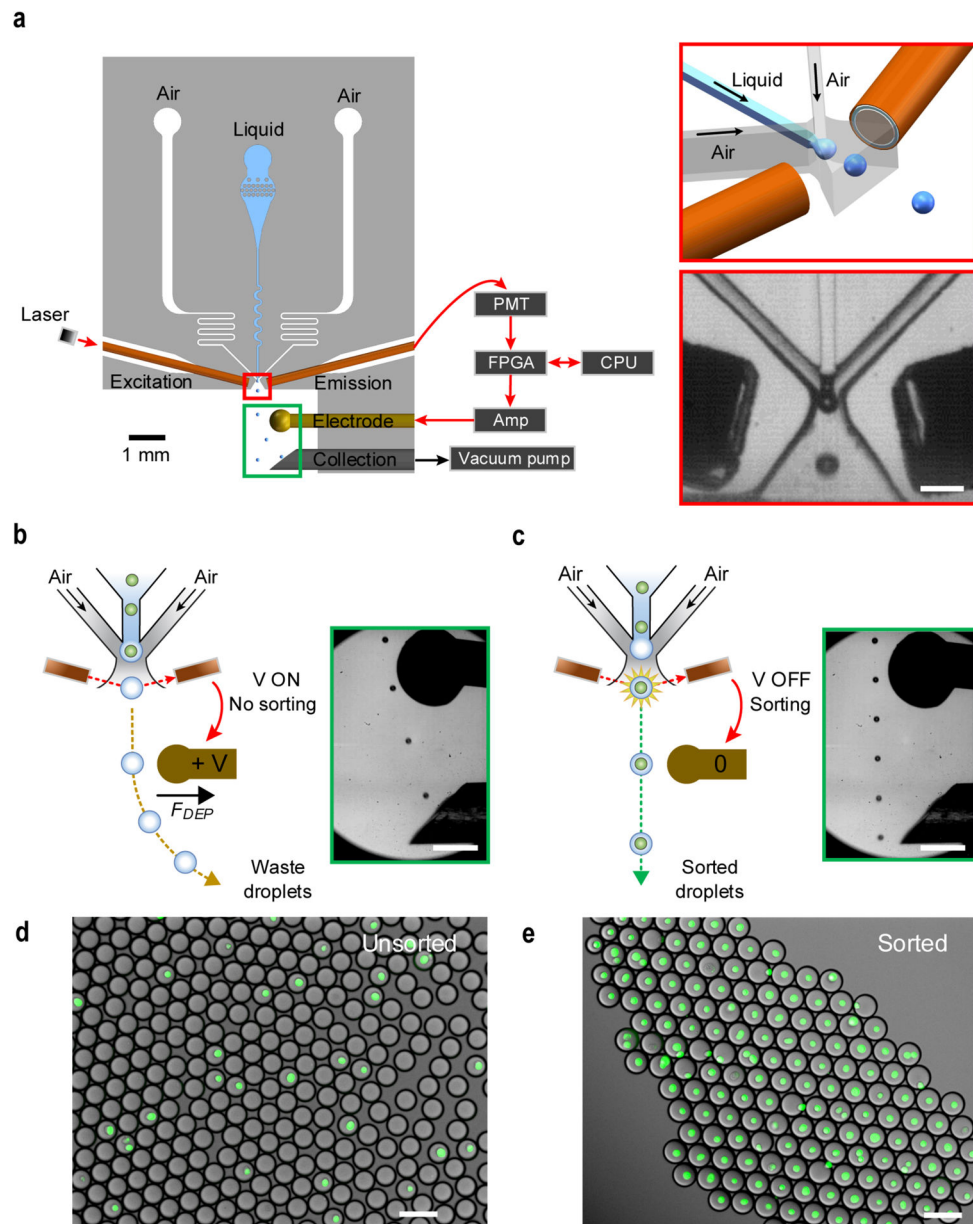 a
Air
Air
Liquid
Laser
Excitation
Emission
Electrode
Collection
1 mm
PMT
FPGA
CPU
Amp
Vacuum pump
Liquid
Air
Air
b
Air
Air
V ON
No sorting
+ V
F_DEP
Waste
droplets
c
Air
Air
V OFF
Sorting
0
Sorted
droplets
d
Unsorted
e
Sorted